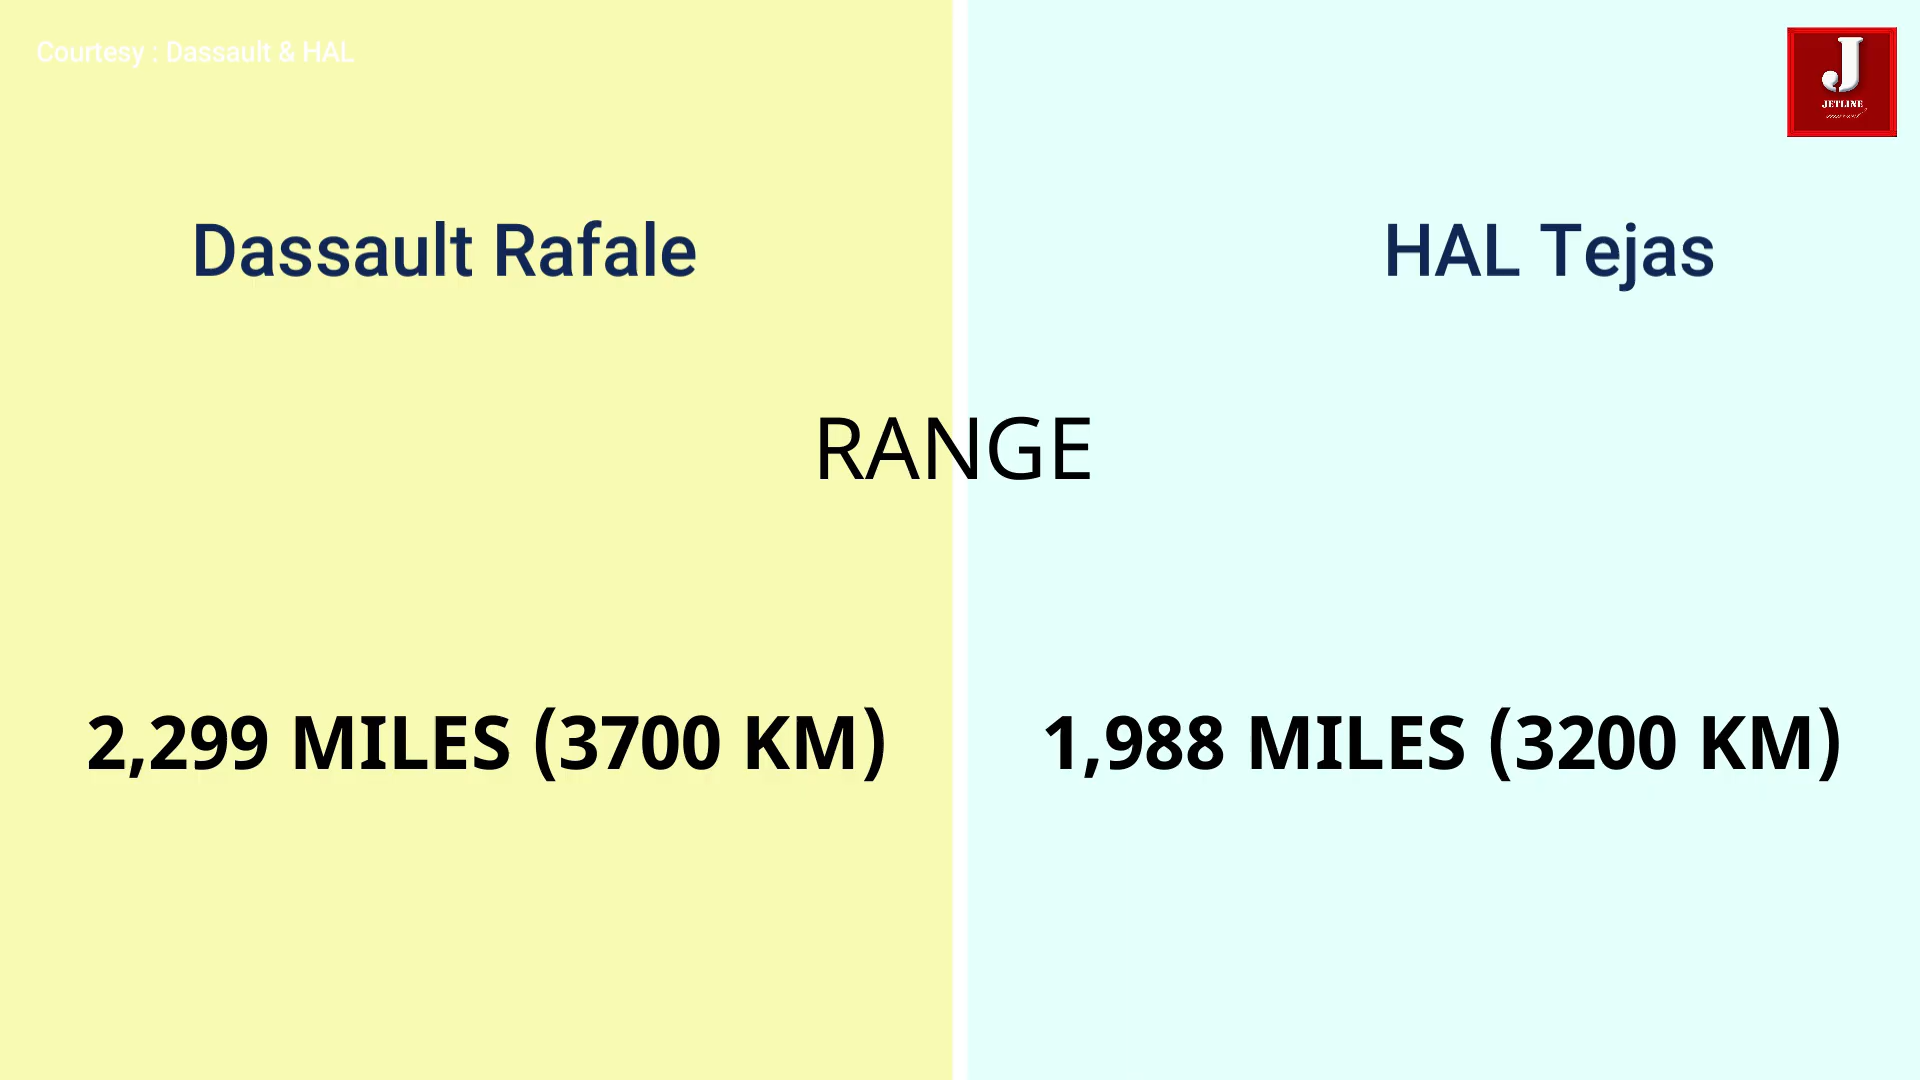 Courtesy : Dassault & HAL
J
JETLINE
marvel
Dassault Rafale
HAL Tejas
RANGE
2,299 MILES (3700 KM)
1,988 MILES (3200 KM)